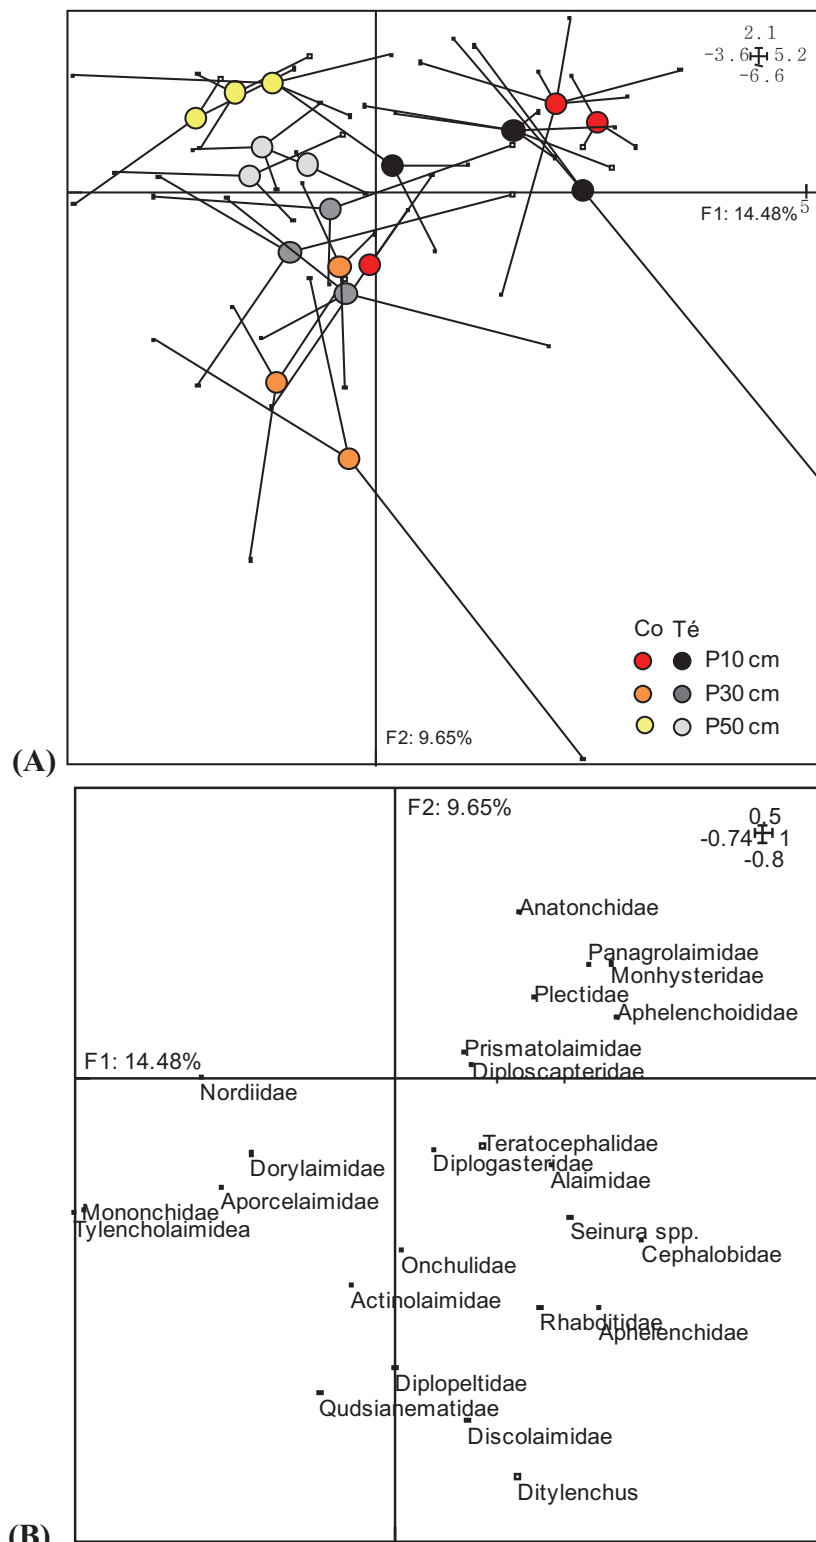 2.1
-3.6 5.2
-6.6
F1: 14.48% 5
Co Té
P10 cm
P30 cm
P50 cm
F2: 9.65%
(A)
F2: 9.65%
0.5
-0.74 1
-0.8
Anatonchidae
Panagrolaimidae
Monhysteridae
Plectidae
Aphelenchoididae
Prismatolaimidae
F1: 14.48%
Diploscapteridae
Nordiidae
Teratocephalidae
Dorylaimidae
Diplogasteridae
Alaimidae
Aporcelaimidae
Mononchidae
Tylencholaimidea
Seinura spp.
Cephalobidae
Onchulidae
Actinolaimidae
Rhabditidae
Aphelenchidae
Diplopeltidae
Qudsianematidae
Discolaimidae
Ditylenchus
(B)